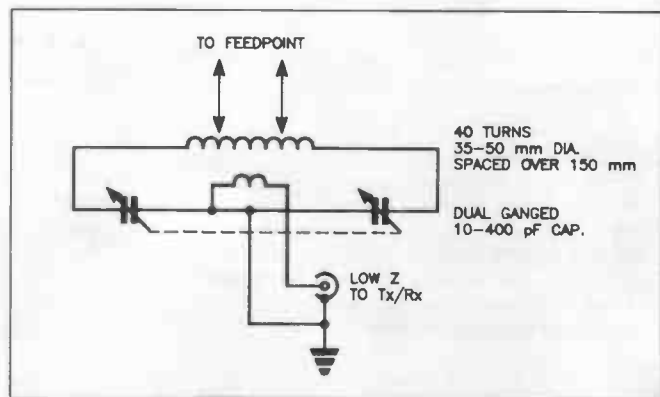 TO FEEDPOINT
40 TURNS
35-50 mm DIA.
SPACED OVER 150 mm
DUAL GANGED
10-400 pF CAP.
LOW Z
TO Tx/Rx